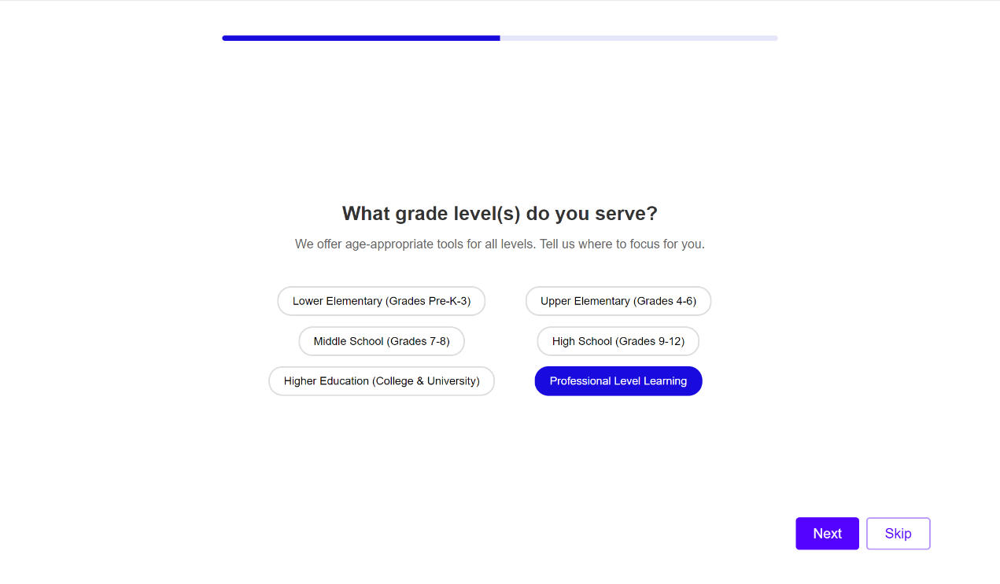 What grade level(s) do you serve?
We offer age-appropriate tools for all levels. Tell us where to focus for you.
Lower Elementary (Grades Pre-K-3)
Upper Elementary (Grades 4-6)
Middle School (Grades 7-8)
High School (Grades 9-12)
Higher Education (College & University)
Professional Level Learning
Next
Skip